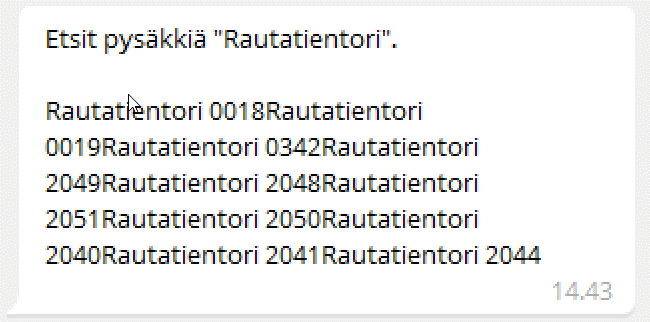 Etsit pysäkkiä "Rautatientori".
Rautatientori 0018Rautatientori
0019Rautatientori 0342Rautatientori
2049Rautatientori 2048Rautatientori
2051Rautatientori 2050Rautatientori
2040Rautatientori 2041Rautatientori 2044
14.43